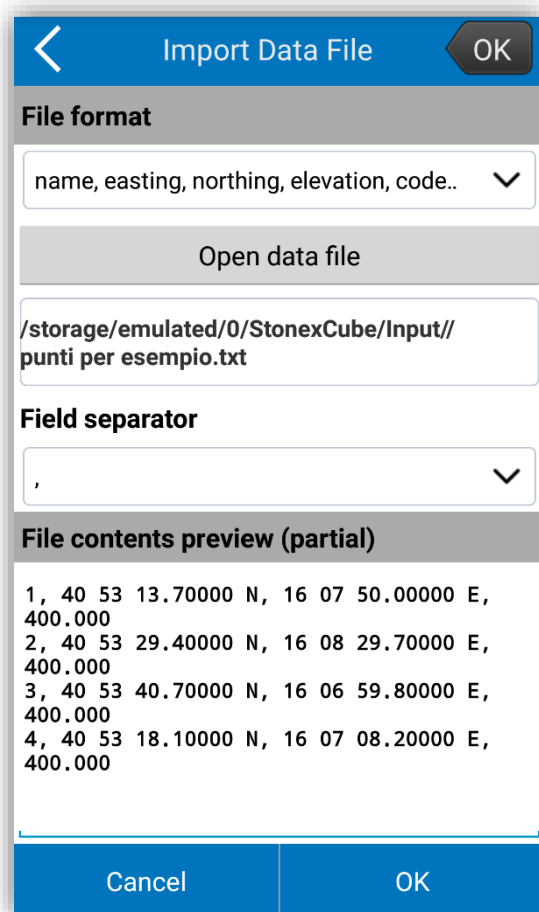 Import Data File
OK
File format
name, easting, northing, elevation, code..
Open data file
/storage/emulated/0/StonexCube/Input//
punti per esempio.txt
Field separator
,
File contents preview (partial)
1, 40 53 13.70000 N, 16 07 50.00000 E,
400.000
2, 40 53 29.40000 N, 16 08 29.70000 E,
400.000
3, 40 53 40.70000 N, 16 06 59.80000 E,
400.000
4, 40 53 18.10000 N, 16 07 08.20000 E,
400.000
Cancel
OK